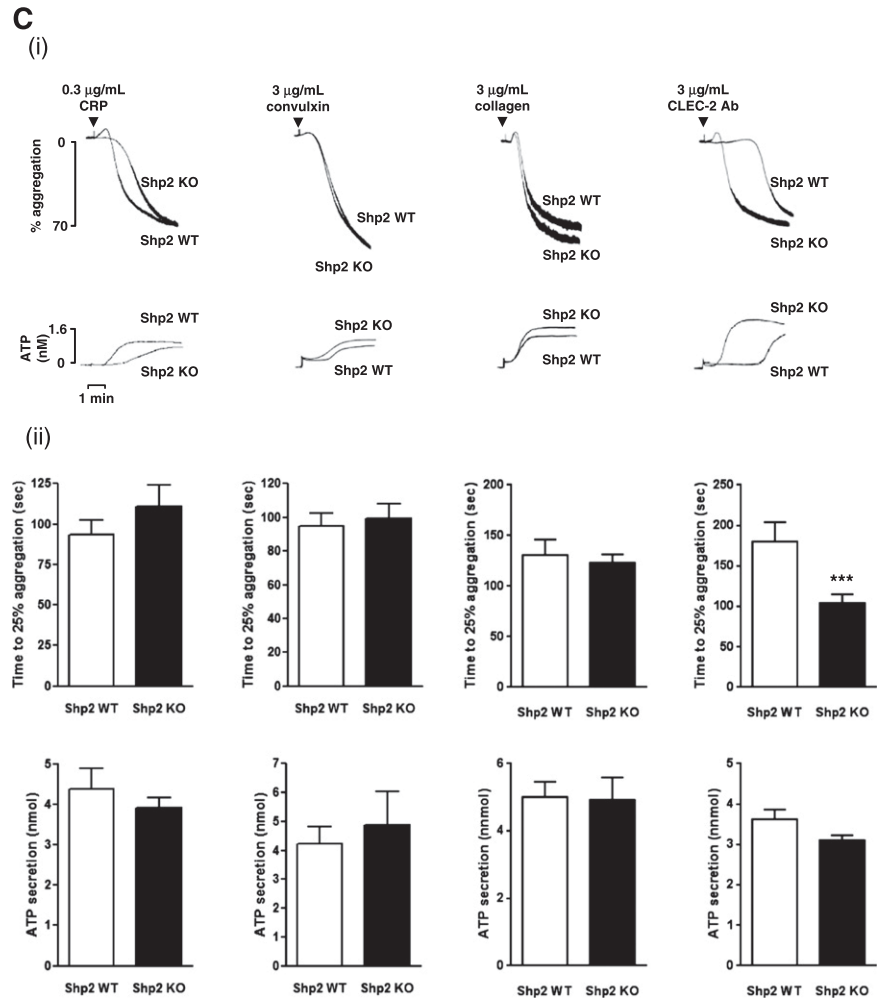 C
(i)
0.3 µg/mL
CRP
3 µg/mL
convulxin
3 µg/mL
collagen
3 µg/mL
CLEC-2 Ab
% aggregation
0
70
Shp2 KO
Shp2 WT
Shp2 WT
Shp2 KO
Shp2 WT
Shp2 KO
Shp2 WT
Shp2 KO
ATP
(nM)
1.6
0
Shp2 WT
Shp2 KO
Shp2 KO
Shp2 WT
Shp2 KO
Shp2 WT
Shp2 KO
Shp2 WT
1 min
(ii)
Time to 25% aggregation (sec)
125
100
75
50
25
0
Shp2 WT Shp2 KO
Time to 25% aggregation (sec)
120
100
80
60
40
20
0
Shp2 WT Shp2 KO
Time to 25% aggregation (sec)
200
150
100
50
0
Shp2 WT Shp2 KO
Time to 25% aggregation (sec)
250
200
150
100
50
0
***
Shp2 WT Shp2 KO
ATP secretion (nnmol)
5
4
3
2
1
0
Shp2 WT Shp2 KO
ATP secretion (nmol)
7
6
5
4
3
2
1
0
Shp2 WT Shp2 KO
ATP secretion (nnmol)
6
4
2
0
Shp2 WT Shp2 KO
ATP secretion (nmol)
5
4
3
2
1
0
Shp2 WT Shp2 KO